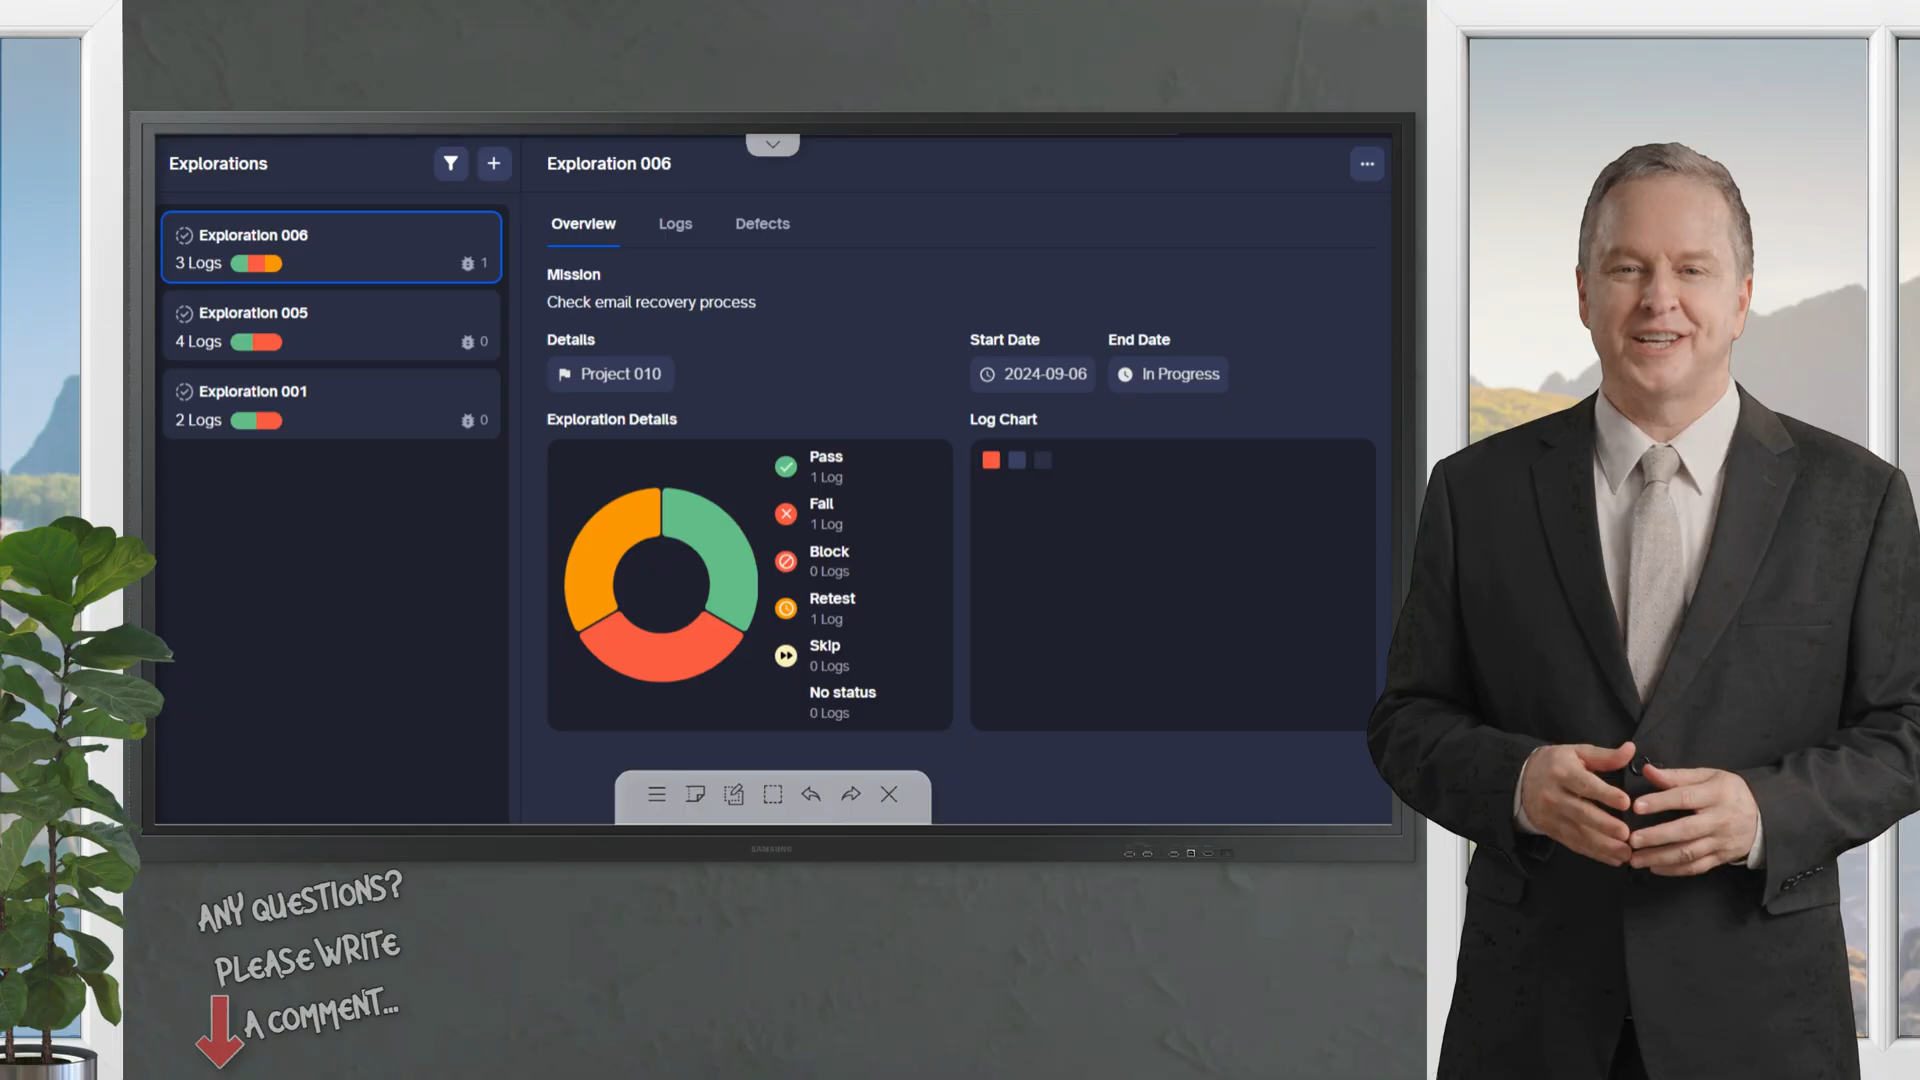 Explorations
Exploration 006
3 Logs
1
Exploration 005
4 Logs
0
Exploration 001
2 Logs
0
Exploration 006
Overview Logs Defects
Mission
Check email recovery process
Details
Project 010
Start Date
2024-09-06
End Date
In Progress
Exploration Details
Pass
1 Log
Fail
1 Log
Block
0 Logs
Retest
1 Log
Skip
0 Logs
No status
0 Logs
Log Chart
SAMSUNG
ANY QUESTIONS?
PLEASE WRITE
A COMMENT...